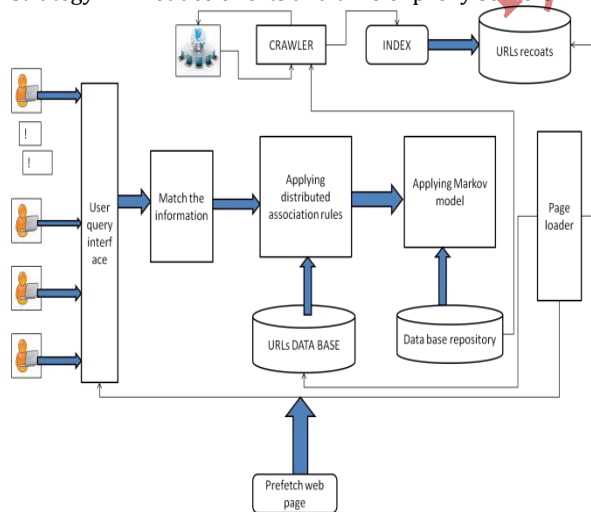 CRAWLER
INDEX
URLs recoats
!
!
User
query
interf
ace
Match the
information
Applying
distributed
association rules
Applying Markov
model
Page
loader
URLs DATA BASE
Data base repository
Prefetch web
page